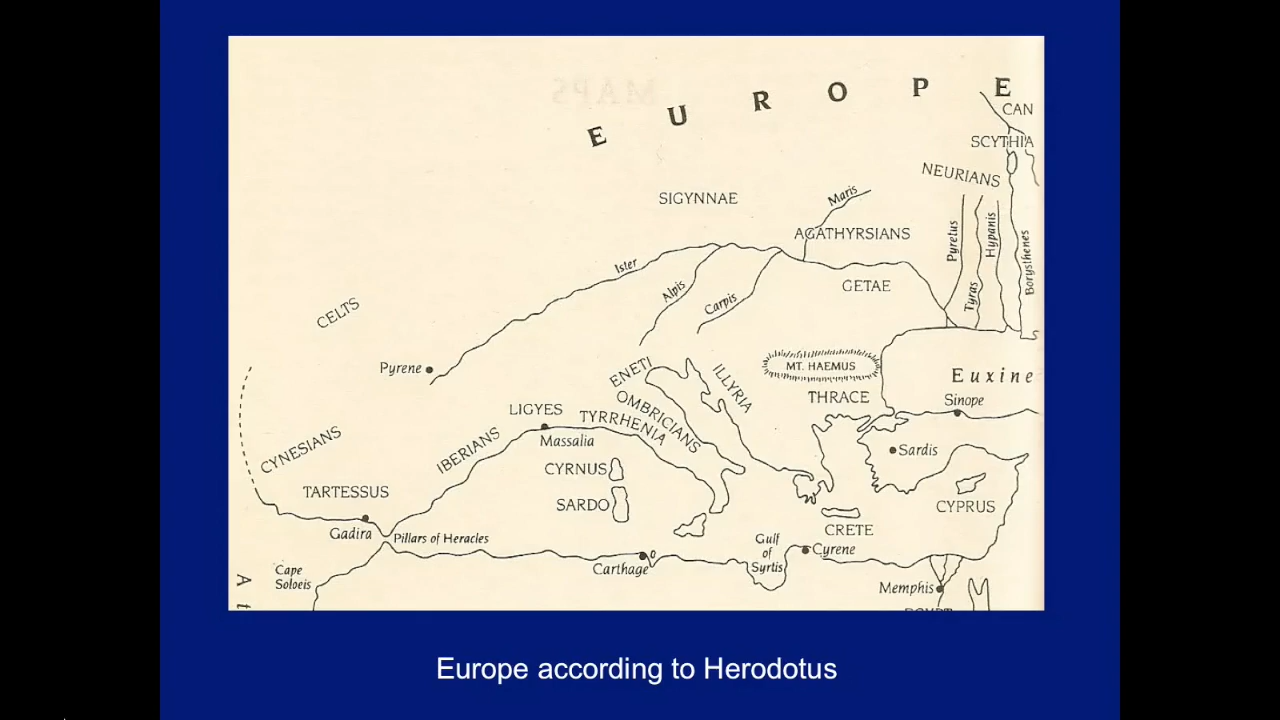 MAPS
E U R O P E
CAN
SCYTHIA
NEURIANS
SIGYNNAE
Maris
AGATHYRSIANS
Pyretus
Hypanis
Borysthenes
Tyras
Ister
Alpis
Carpis
GETAE
CELTS
Pyrene
ENETI
ILLYRIA
MT. HAEMUS
Euxine
THRACE
Sinope
OMBRICIANS
LIGYES
TYRRHENIA
Massalia
IBERIANS
CYNESIANS
Sardis
CYRNUS
TARTESSUS
SARDO
CYPRUS
Gadira
Pillars of Heracles
CRETE
Gulf
of
Syrtis
Cyrene
Carthage
Cape
Soloeis
Memphis
A t
Europe according to Herodotus